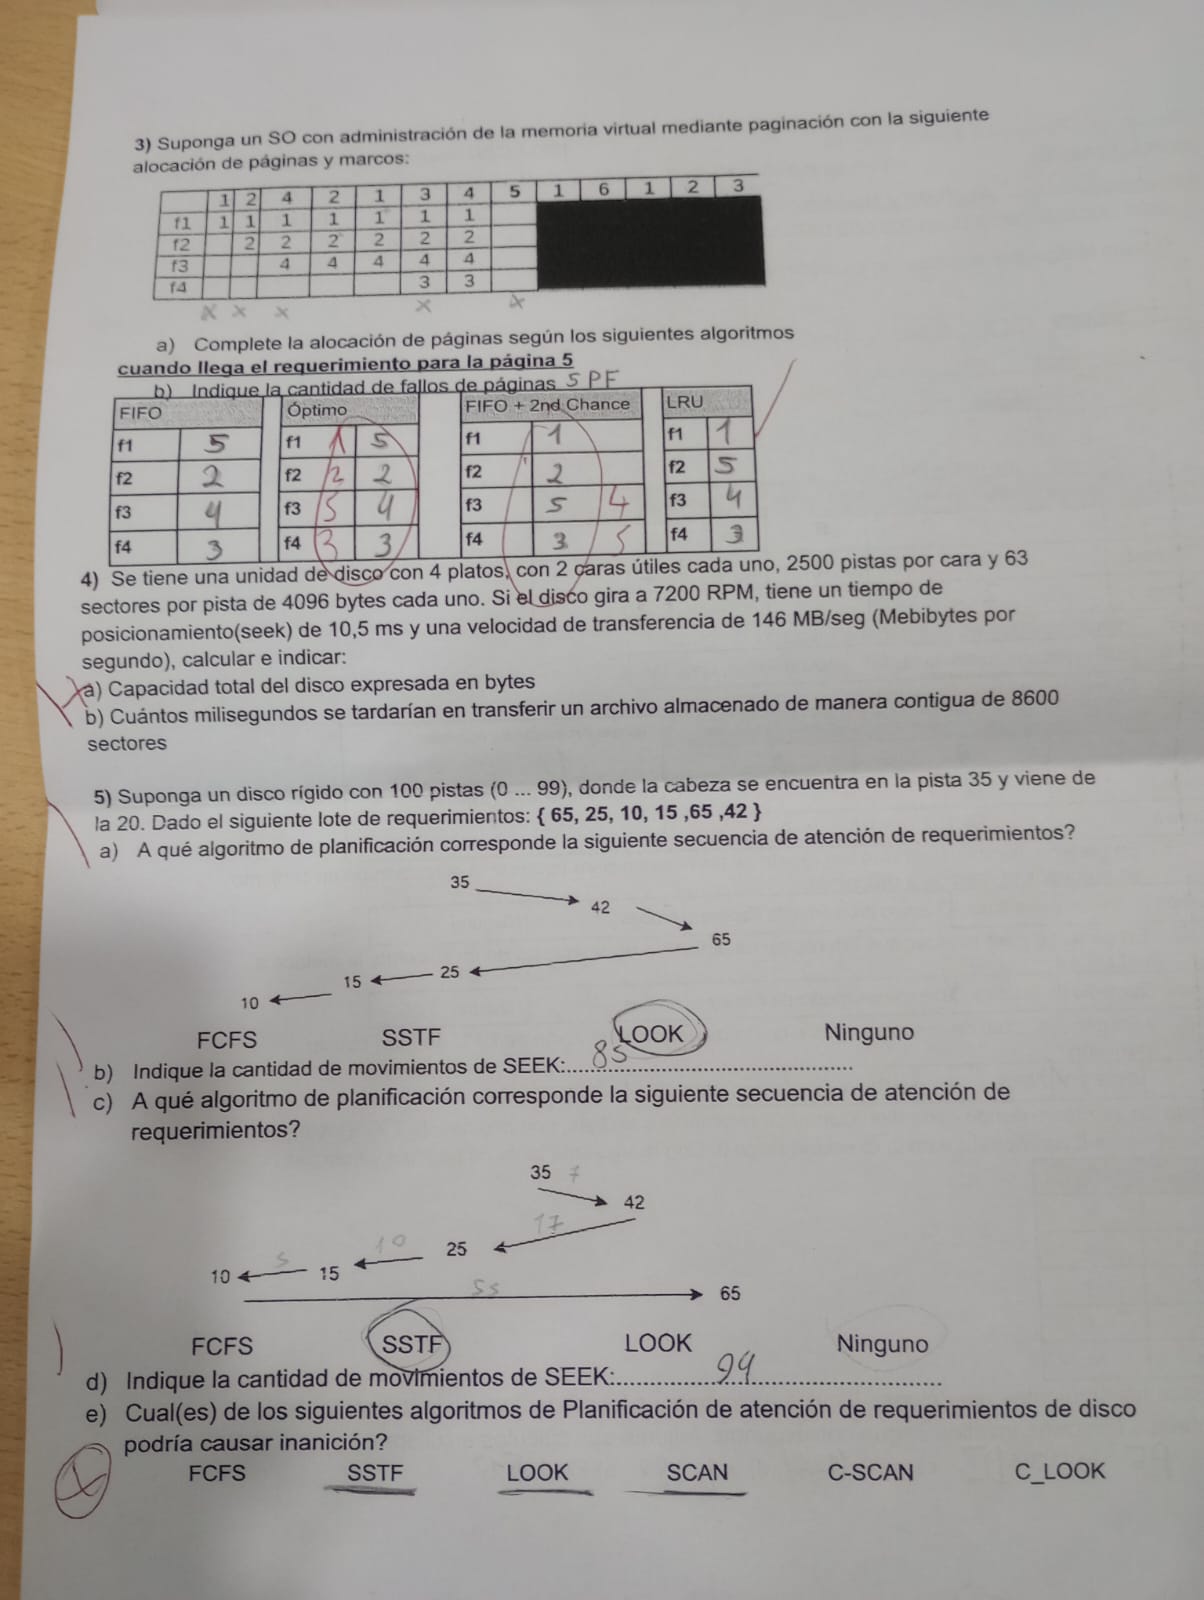 3) Suponga un SO con administración de la memoria virtual mediante paginación con la siguiente
alocación de páginas y marcos:
1 2 4 2 1 3 4 5 1 6 1 2 3
f1 1 1 1 1 1 1 1
f2 2 2 2 2 2 2
f3 4 4 4 4 4
f4 3 3
x x x x x
a) Complete la alocación de páginas según los siguientes algoritmos
cuando llega el requerimiento para la página 5
b) Indique la cantidad de fallos de páginas 5 PF
FIFO Óptimo FIFO + 2nd Chance LRU
f1 5 f1 1 5 f1 1 f1 1
f2 2 f2 2 2 f2 2 f2 5
f3 4 f3 5 4 f3 5 4 f3 4
f4 3 f4 3 3 f4 3 5 f4 3
4) Se tiene una unidad de disco con 4 platos, con 2 caras útiles cada uno, 2500 pistas por cara y 63
sectores por pista de 4096 bytes cada uno. Si el disco gira a 7200 RPM, tiene un tiempo de
posicionamiento(seek) de 10,5 ms y una velocidad de transferencia de 146 MB/seg (Mebibytes por
segundo), calcular e indicar:
a) Capacidad total del disco expresada en bytes
b) Cuántos milisegundos se tardarían en transferir un archivo almacenado de manera contigua de 8600
sectores
5) Suponga un disco rígido con 100 pistas (0 ... 99), donde la cabeza se encuentra en la pista 35 y viene de
la 20. Dado el siguiente lote de requerimientos: { 65, 25, 10, 15 ,65 ,42 }
a) A qué algoritmo de planificación corresponde la siguiente secuencia de atención de requerimientos?
35
42
65
25
15
10
FCFS SSTF LOOK Ninguno
b) Indique la cantidad de movimientos de SEEK:........ 85 ........
c) A qué algoritmo de planificación corresponde la siguiente secuencia de atención de
requerimientos?
35 7
42
17
25
10
15
5
10
55
65
FCFS SSTF LOOK Ninguno
d) Indique la cantidad de movimientos de SEEK:........ 94 ........
e) Cual(es) de los siguientes algoritmos de Planificación de atención de requerimientos de disco
podría causar inanición?
FCFS SSTF LOOK SCAN C-SCAN C_LOOK